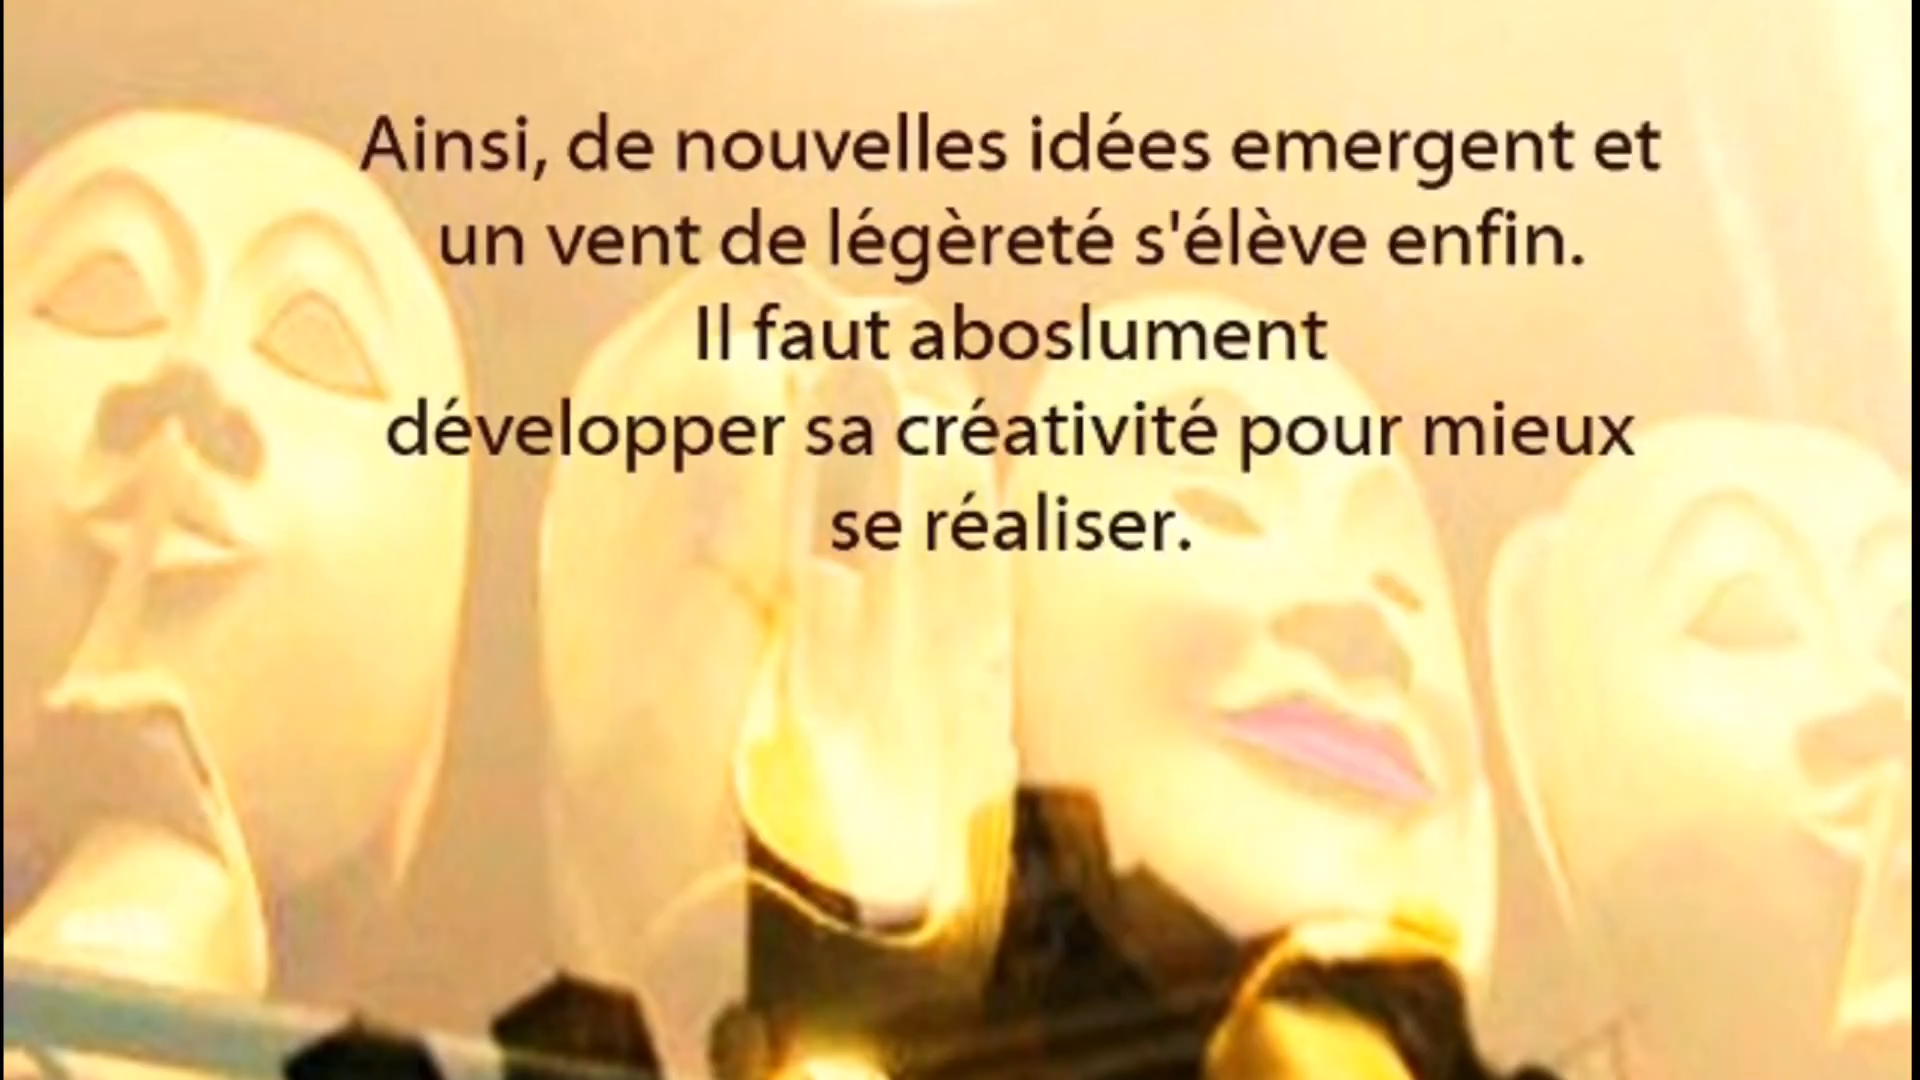 Ainsi, de nouvelles idées emergent et
un vent de légèreté s'élève enfin.
Il faut aboslument
développer sa créativité pour mieux
se réaliser.